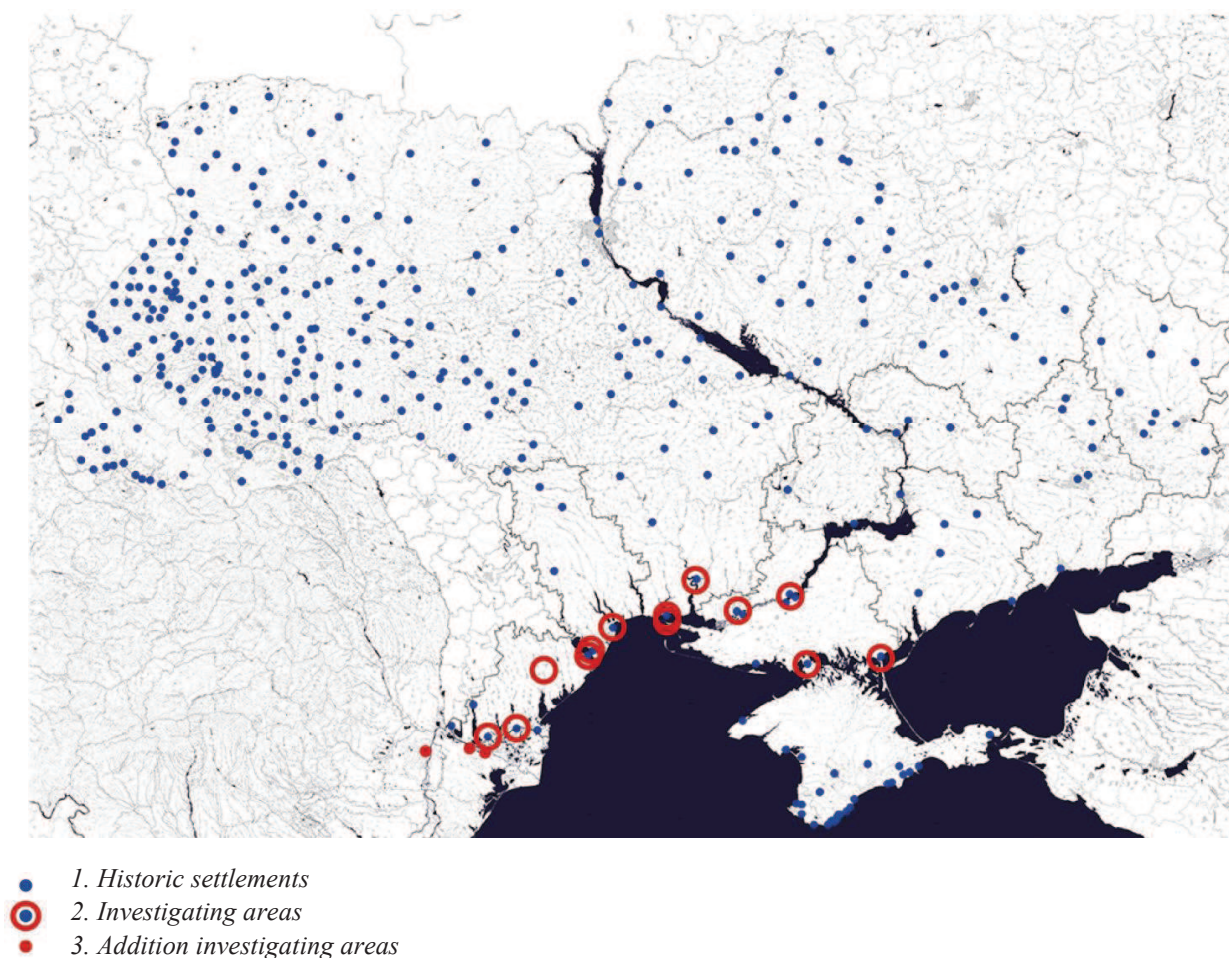 1. Historic settlements
2. Investigating areas
3. Addition investigating areas